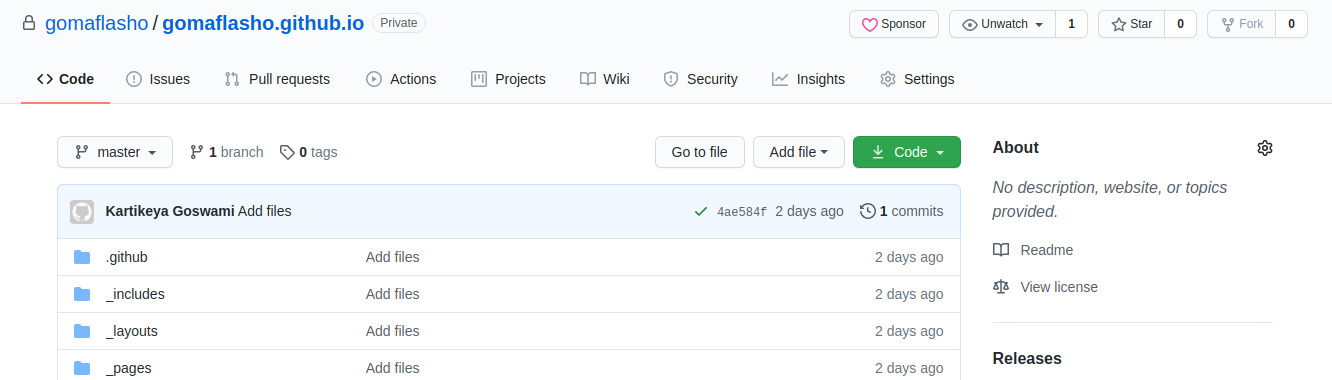 gomaflasho / gomaflasho.github.io Private Sponsor Unwatch 1 Star 0 Fork 0
Code Issues Pull requests Actions Projects Wiki Security Insights Settings
master 1 branch 0 tags Go to file Add file Code
Kartikeya Goswami Add files 4ae584f 2 days ago 1 commits
.github Add files 2 days ago
_includes Add files 2 days ago
_layouts Add files 2 days ago
_pages Add files 2 days ago
About
No description, website, or topics
provided.
Readme
View license
Releases